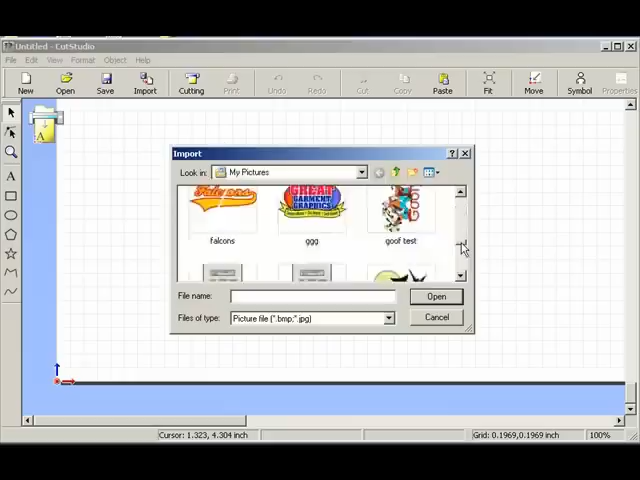 Untitled - CutStudio
File Edit View Format Object Help
New Open Save Import Cutting Print Undo Redo Cut Copy Paste Fit Move Symbol Properties
A
A
Import
Look in: My Pictures
Falcons
GREAT
GARMENT
GRAPHICS
GOOF
falcons ggg goof test
File name: Open
Files of type: Picture file (*.bmp;*.jpg) Cancel
Cursor: 1.323, 4.304 inch Grid: 0.1969,0.1969 inch 100%